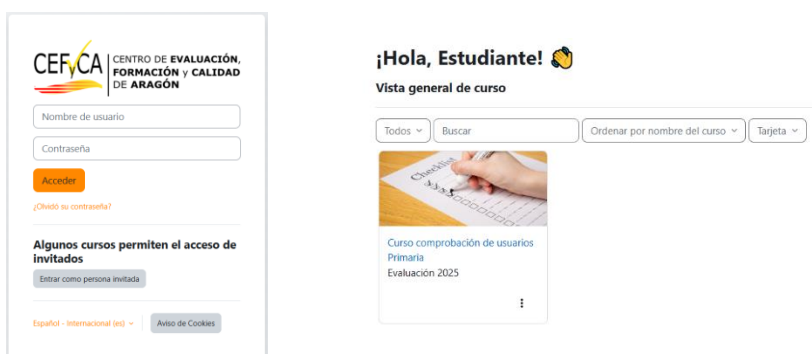 CEFyCA
CENTRO DE EVALUACIÓN,
FORMACIÓN y CALIDAD
DE ARAGÓN
Nombre de usuario
Contraseña
Acceder
¿Olvidó su contraseña?
Algunos cursos permiten el acceso de
invitados
Entrar como persona invitada
Español - Internacional (es)
Aviso de Cookies
¡Hola, Estudiante! 👋
Vista general de curso
Todos
Buscar
Ordenar por nombre del curso
Tarjeta
Checklist
Curso comprobación de usuarios
Primaria
Evaluación 2025